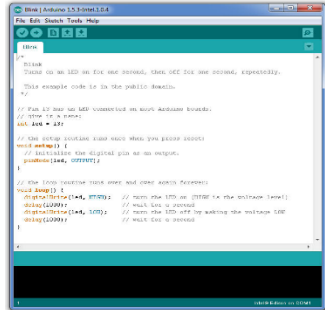 Blink | Arduino 1.5.3-Intel.1.0.4
File Edit Sketch Tools Help
Blink
/*
Blink
Turns on an LED on for one second, then off for one second, repeatedly.
This example code is in the public domain.
*/
// Pin 13 has an LED connected on most Arduino boards.
// give it a name:
int led = 13;
// the setup routine runs once when you press reset:
void setup() {
// initialize the digital pin as an output.
pinMode(led, OUTPUT);
}
// the loop routine runs over and over again forever:
void loop() {
digitalWrite(led, HIGH); // turn the LED on (HIGH is the voltage level)
delay(1000); // wait for a second
digitalWrite(led, LOW); // turn the LED off by making the voltage LOW
delay(1000); // wait for a second
}
1
on